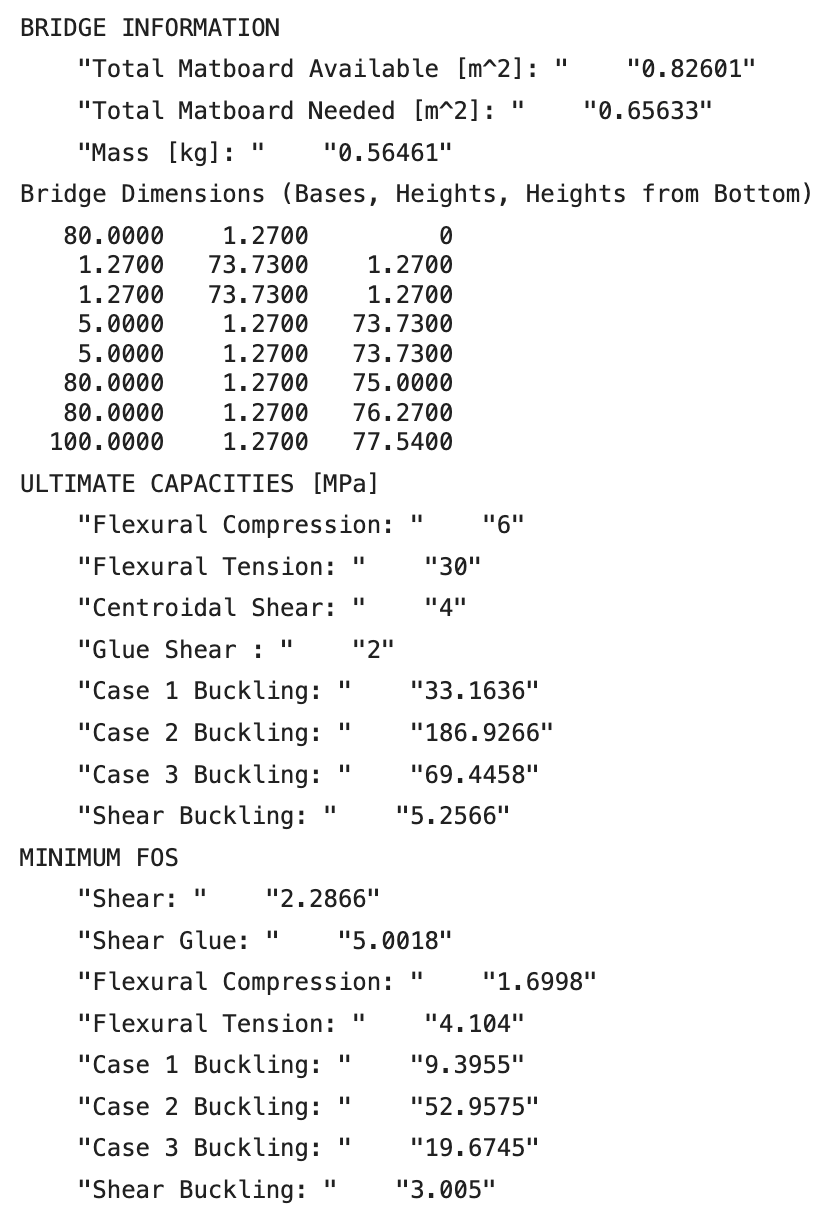 BRIDGE INFORMATION
    "Total Matboard Available [m^2]: "    "0.82601"
    "Total Matboard Needed [m^2]: "    "0.65633"
    "Mass [kg]: "    "0.56461"
Bridge Dimensions (Bases, Heights, Heights from Bottom)
   80.0000    1.2700         0
    1.2700   73.7300    1.2700
    1.2700   73.7300    1.2700
    5.0000    1.2700   73.7300
    5.0000    1.2700   73.7300
   80.0000    1.2700   75.0000
   80.0000    1.2700   76.2700
  100.0000    1.2700   77.5400
ULTIMATE CAPACITIES [MPa]
    "Flexural Compression: "    "6"
    "Flexural Tension: "    "30"
    "Centroidal Shear: "    "4"
    "Glue Shear : "    "2"
    "Case 1 Buckling: "    "33.1636"
    "Case 2 Buckling: "    "186.9266"
    "Case 3 Buckling: "    "69.4458"
    "Shear Buckling: "    "5.2566"
MINIMUM FOS
    "Shear: "    "2.2866"
    "Shear Glue: "    "5.0018"
    "Flexural Compression: "    "1.6998"
    "Flexural Tension: "    "4.104"
    "Case 1 Buckling: "    "9.3955"
    "Case 2 Buckling: "    "52.9575"
    "Case 3 Buckling: "    "19.6745"
    "Shear Buckling: "    "3.005"